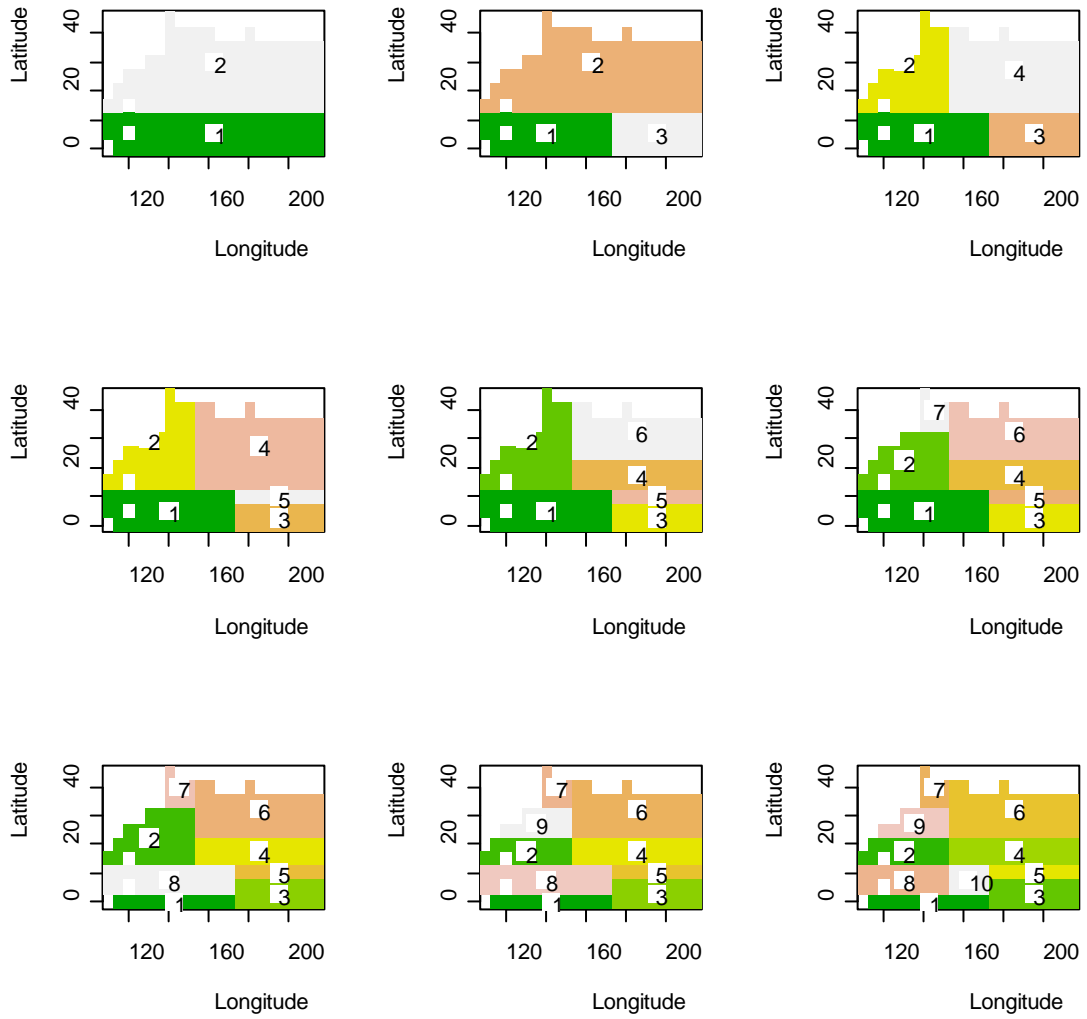 Latitude 0 20 40 2 1 120 160 200 Longitude
Latitude 0 20 40 2 1 3 120 160 200 Longitude
Latitude 0 20 40 2 4 1 3 120 160 200 Longitude
Latitude 0 20 40 2 4 5 1 3 120 160 200 Longitude
Latitude 0 20 40 2 6 4 5 1 3 120 160 200 Longitude
Latitude 0 20 40 7 6 2 4 5 1 3 120 160 200 Longitude
Latitude 0 20 40 7 6 2 4 5 8 3 1 120 160 200 Longitude
Latitude 0 20 40 7 6 9 2 4 5 8 3 1 120 160 200 Longitude
Latitude 0 20 40 7 6 9 2 4 5 8 10 3 1 120 160 200 Longitude